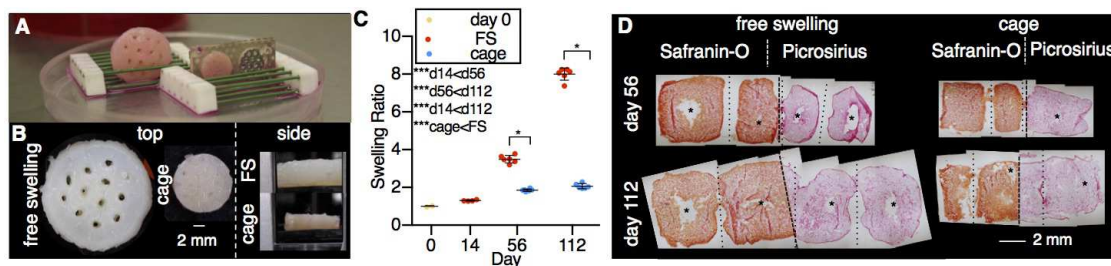 A
B
top
side
free swelling
cage
FS
cage
2 mm
C
day 0
FS
cage
***d14<d56
***d56<d112
***d14<d112
***cage<FS
*
*
Swelling Ratio
10
8
6
4
2
0
0 14 56 112
Day
D
free swelling
cage
Safranin-O
Picrosirius
Safranin-O
Picrosirius
day 56
* * * * *
day 112
* * * * * *
2 mm